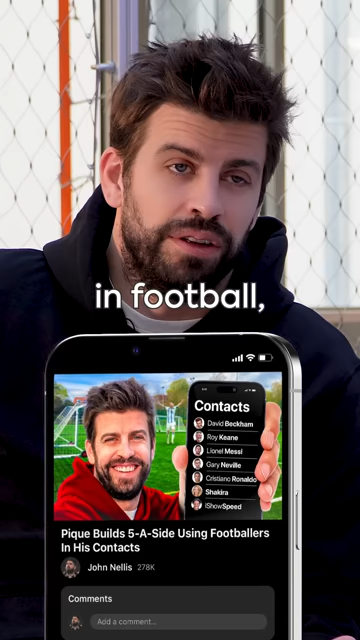 in football,
Contacts
David Beckham
Roy Keane
Lionel Messi
Gary Neville
Cristiano Ronaldo
Shakira
iShowSpeed
Pique Builds 5-A-Side Using Footballers
In His Contacts
John Nellis 278K
Comments
Add a comment...